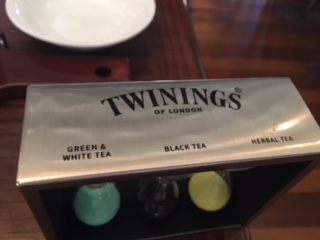 TWININGS®
OF LONDON
GREEN &
WHITE TEA
BLACK TEA
HERBAL TEA